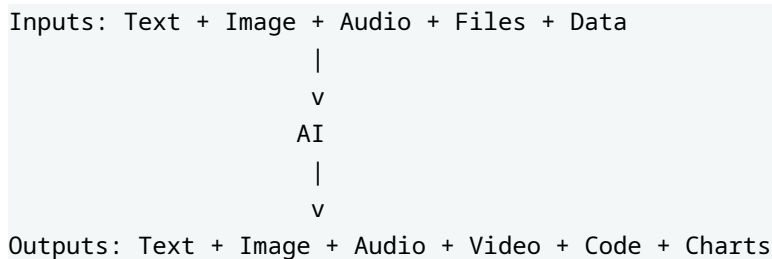 Inputs: Text + Image + Audio + Files + Data
|
v
AI
|
v
Outputs: Text + Image + Audio + Video + Code + Charts